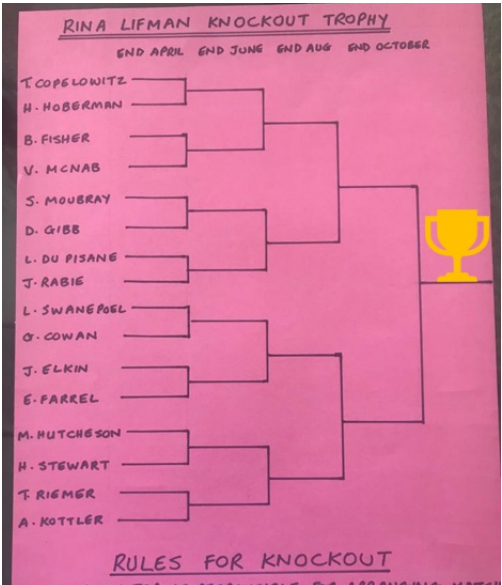 RINA LIFMAN KNOCKOUT TROPHY
END APRIL END JUNE END AUG END OCTOBER
T. COPELOWITZ
H. HOBERMAN
B. FISHER
V. MCNAB
S. MOUBRAY
D. GIBB
L. DU PISANE
J. RABIE
L. SWANEPOEL
G. COWAN
J. ELKIN
E. FARREL
M. HUTCHESON
H. STEWART
T. RIEMER
A. KOTTLER
RULES FOR KNOCKOUT